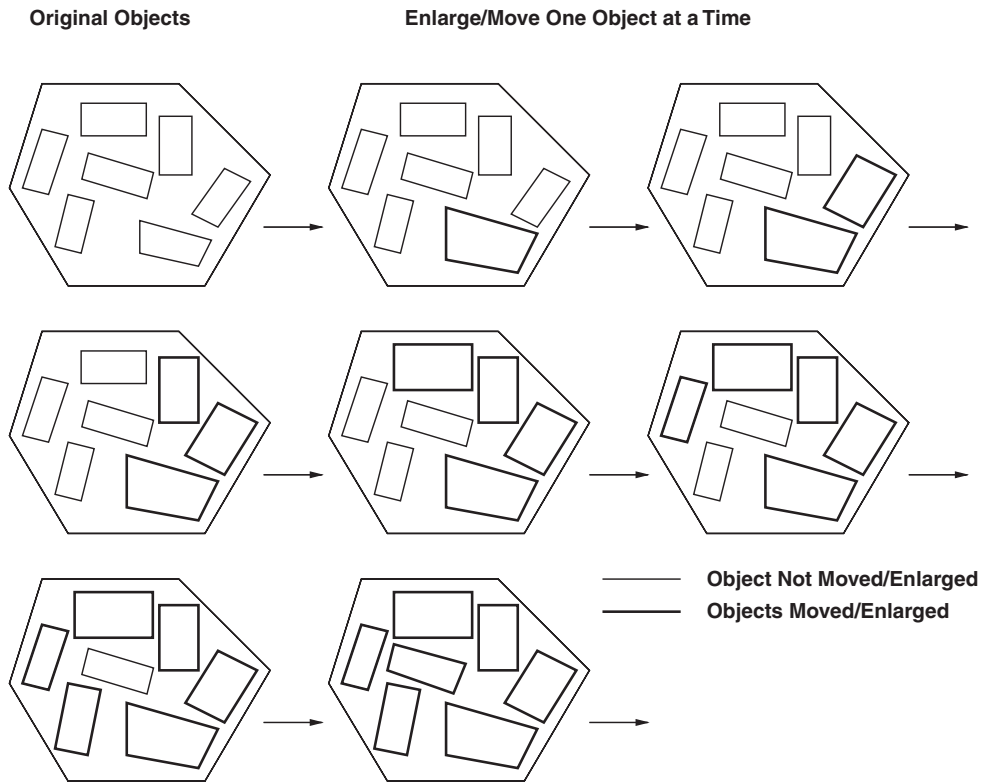 Original Objects
Enlarge/Move One Object at a Time
Object Not Moved/Enlarged
Objects Moved/Enlarged